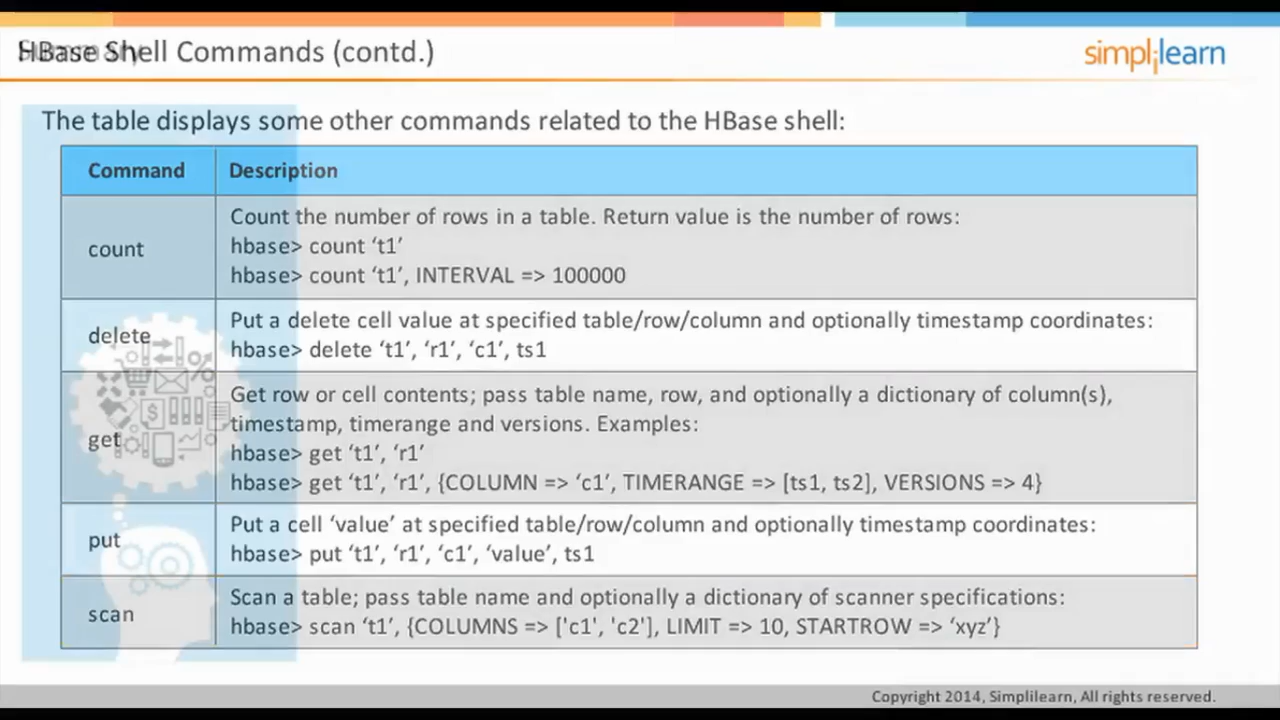 HBase Shell Commands (contd.)
Summary
simplilearn
The table displays some other commands related to the HBase shell:
Command Description
count
Count the number of rows in a table. Return value is the number of rows:
hbase> count ‘t1’
hbase> count ‘t1’, INTERVAL => 100000
delete
Put a delete cell value at specified table/row/column and optionally timestamp coordinates:
hbase> delete ‘t1’, ‘r1’, ‘c1’, ts1
get
Get row or cell contents; pass table name, row, and optionally a dictionary of column(s),
timestamp, timerange and versions. Examples:
hbase> get ‘t1’, ‘r1’
hbase> get ‘t1’, ‘r1’, {COLUMN => ‘c1’, TIMERANGE => [ts1, ts2], VERSIONS => 4}
put
Put a cell ‘value’ at specified table/row/column and optionally timestamp coordinates:
hbase> put ‘t1’, ‘r1’, ‘c1’, ‘value’, ts1
scan
Scan a table; pass table name and optionally a dictionary of scanner specifications:
hbase> scan ‘t1’, {COLUMNS => ['c1', 'c2'], LIMIT => 10, STARTROW => ‘xyz’}
Copyright 2014, Simplilearn, All rights reserved.